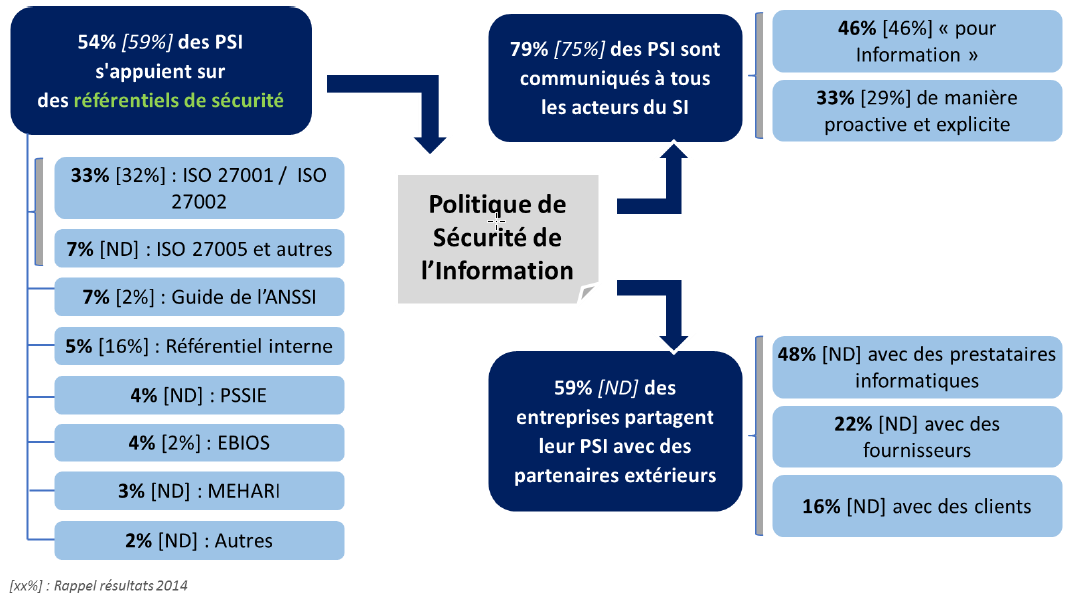 54% [59%] des PSI
s'appuient sur
des référentiels de sécurité
33% [32%] : ISO 27001 / ISO
27002
7% [ND] : ISO 27005 et autres
7% [2%] : Guide de l'ANSSI
5% [16%] : Référentiel interne
4% [ND] : PSSIE
4% [2%] : EBIOS
3% [ND] : MEHARI
2% [ND] : Autres
Politique de
Sécurité de
l'Information
79% [75%] des PSI sont
communiqués à tous
les acteurs du SI
46% [46%] « pour
Information »
33% [29%] de manière
proactive et explicite
59% [ND] des
entreprises partagent
leur PSI avec des
partenaires extérieurs
48% [ND] avec des prestataires
informatiques
22% [ND] avec des
fournisseurs
16% [ND] avec des clients
[xx%] : Rappel résultats 2014